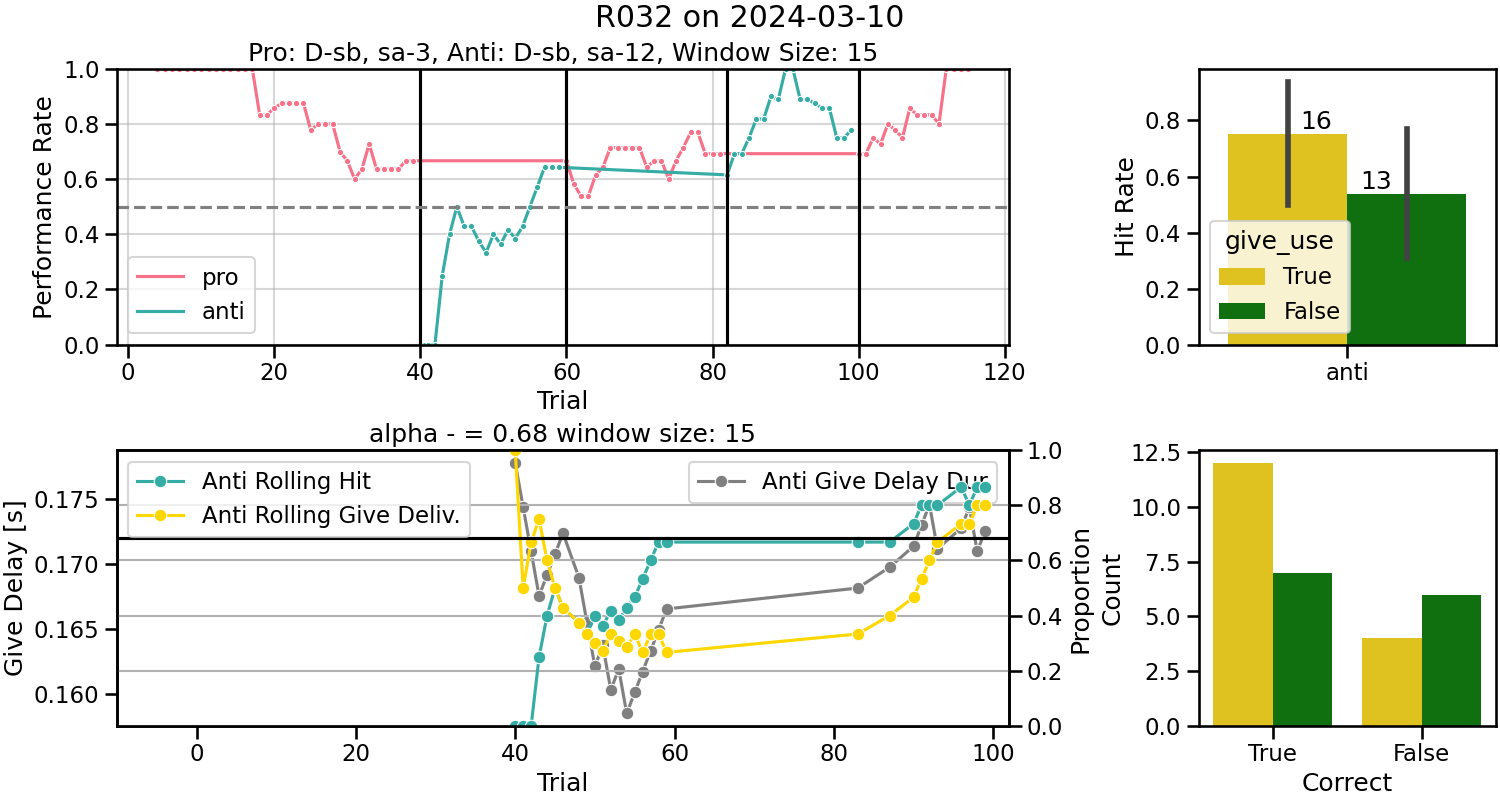 R032 on 2024-03-10
Pro: D-sb, sa-3, Anti: D-sb, sa-12, Window Size: 15
Performance Rate
1.0
0.8
0.6
0.4
0.2
0.0
pro
anti
0
20
40
60
80
100
120
Trial
Hit Rate
0.8
0.6
0.4
0.2
0.0
16
13
give_use
True
False
anti
alpha - = 0.68 window size: 15
Give Delay [s]
0.175
0.170
0.165
0.160
Anti Rolling Hit
Anti Rolling Give Deliv.
Anti Give Delay Dur
1.0
0.8
0.6
0.4
0.2
0.0
Proportion
0
20
40
60
80
100
Trial
Count
12.5
10.0
7.5
5.0
2.5
0.0
True
False
Correct